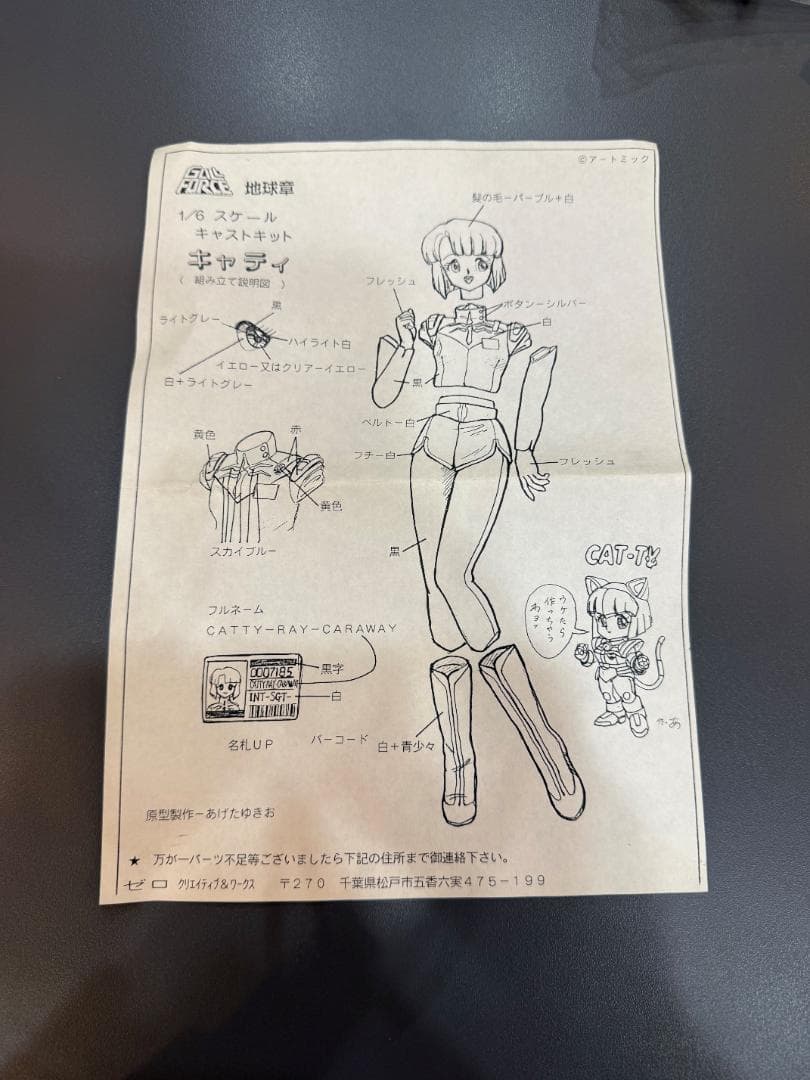 ©アートミック
GALL FORCE 地球章
1/6 スケール
キャストキット
キャティ
( 組み立て説明図 )
髪の毛ーパープル+白
フレッシュ
ボタンーシルバー
白
黒
ライトグレー
ハイライト白
イエロー又はクリアーイエロー
白+ライトグレー
黒
ベルトー白
フチー白
フレッシュ
黄色
赤
黄色
スカイブルー
黒
CAT・TY
ウケたら
作っちゃう
わヨ?
フルネーム
CATTY-RAY-CARAWAY
0007185
CATTY RAY CARAWAY
INT-SGT-
黒字
白
名札UP
バーコード
白+青少々
原型製作ーあげたゆきお
★ 万が一パーツ不足等ございましたら下記の住所まで御連絡下さい。
ゼロ クリエイティブ&ワークス 〒270 千葉県松戸市五香六実475-199